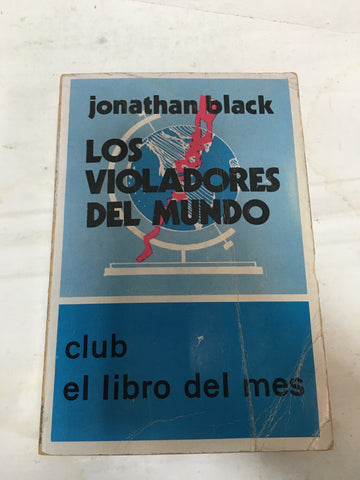 jonathan black
LOS
VIOLADORES
DEL MUNDO
club
el libro del mes